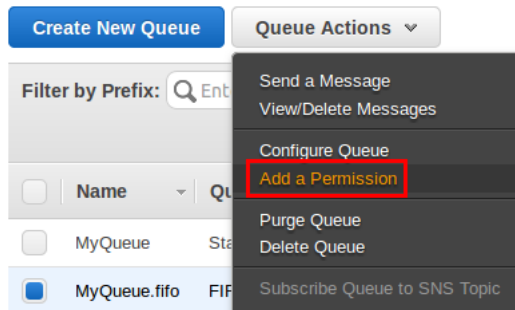 Create New Queue
Queue Actions
Filter by Prefix:
Send a Message
View/Delete Messages
Configure Queue
Add a Permission
Purge Queue
Delete Queue
Subscribe Queue to SNS Topic
Name
MyQueue
MyQueue.fifo